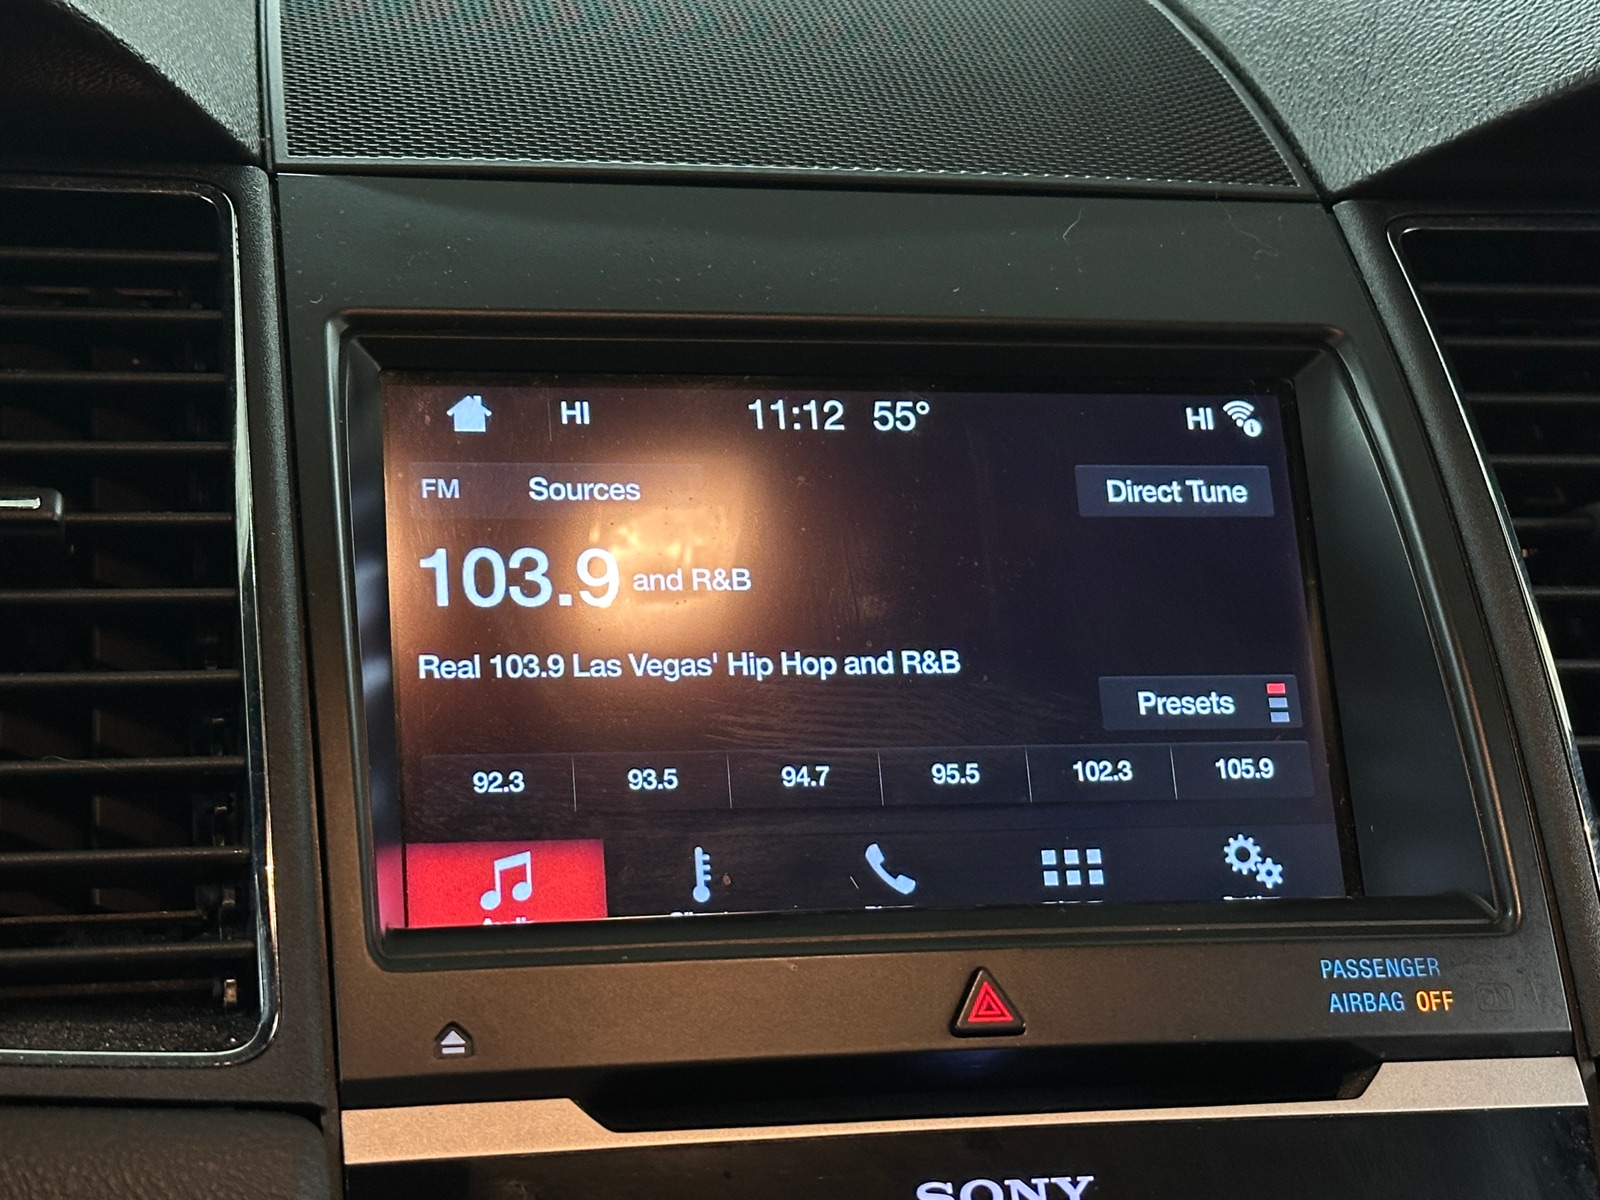 HI 11:12 55° HI
FM Sources Direct Tune
103.9 and R&B
Real 103.9 Las Vegas' Hip Hop and R&B
Presets
92.3 93.5 94.7 95.5 102.3 105.9
PASSENGER
AIRBAG OFF ON
SONY